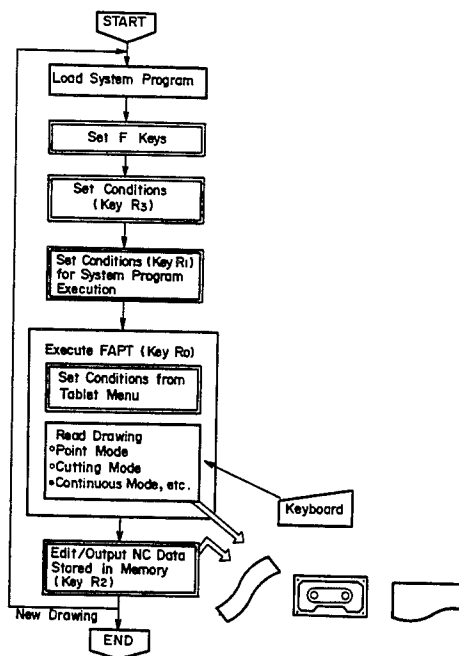 START
Load System Program
Set F Keys
Set Conditions
(Key R3)
Set Conditions (Key R1)
for System Program
Execution
Execute FAPT (Key R0)
Set Conditions from
Tablet Menu
Read Drawing
○Point Mode
○Cutting Mode
•Continuous Mode, etc.
Keyboard
Edit/Output NC Data
Stored in Memory
(Key R2)
New Drawing
END